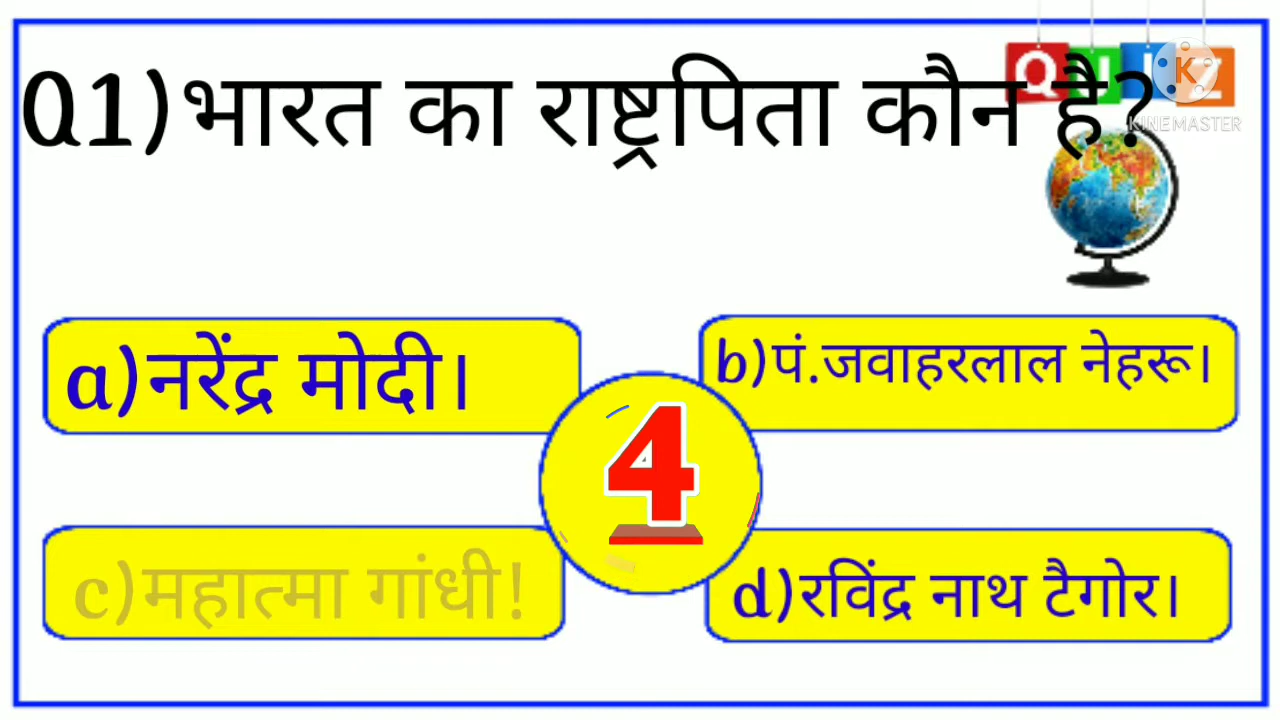 Q1)भारत का राष्ट्रपिता कौन है?
QUIZ
KINEMASTER
a)नरेंद्र मोदी।
b)पं.जवाहरलाल नेहरू।
4
c)महात्मा गांधी!
d)रविंद्र नाथ टैगोर।